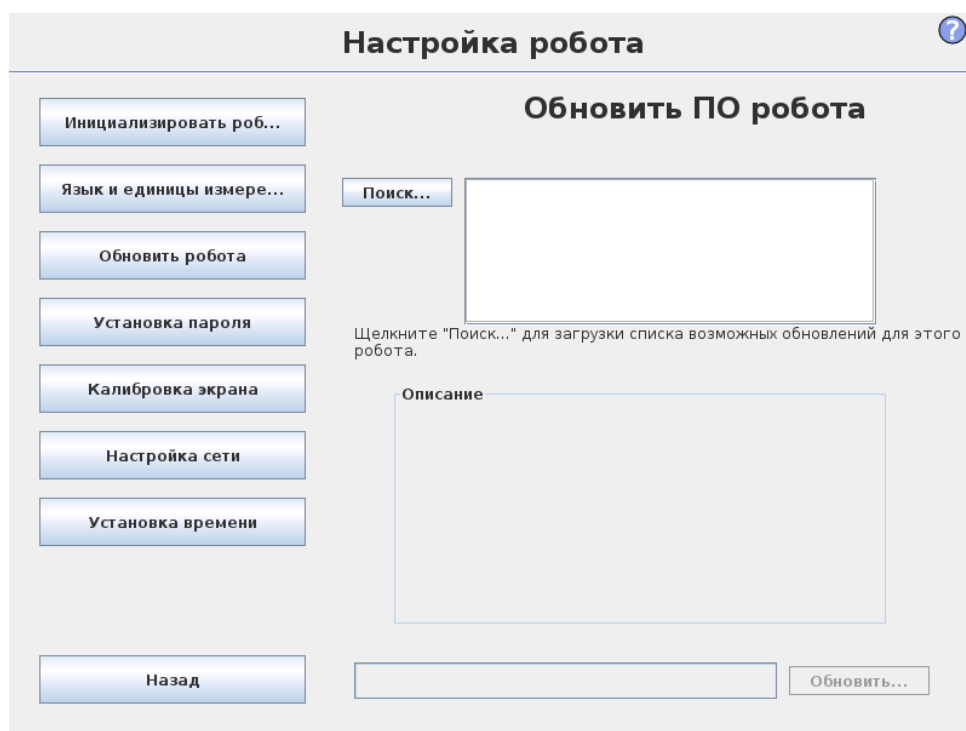 Настройка робота
?
Инициализировать роб...
Язык и единицы измере...
Обновить робота
Установка пароля
Калибровка экрана
Настройка сети
Установка времени
Назад
Обновить ПО робота
Поиск...
Щелкните "Поиск..." для загрузки списка возможных обновлений для этого
робота.
Описание
Обновить...